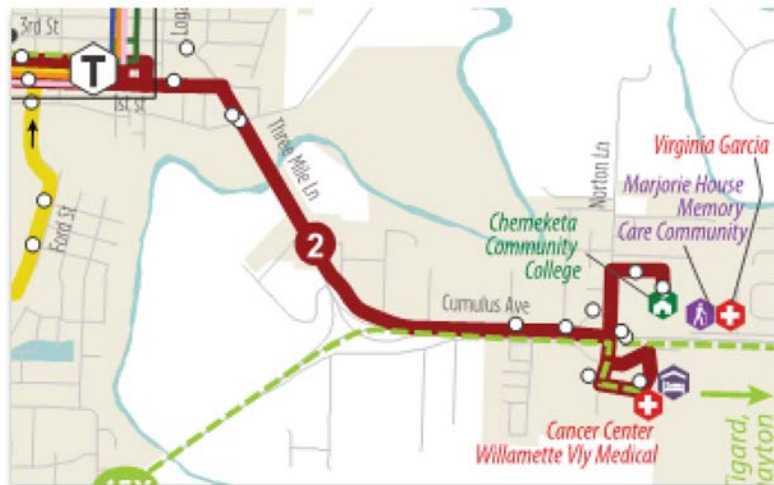 3rd St
T
1st st
Three Mile Ln
Ford St
2
Norton Ln
Virginia Garcia
Marjorie House
Memory
Care Community
Chemeketa
Community
College
Cumulus Ave
Cancer Center
Willamette Vly Medical
Tigard,